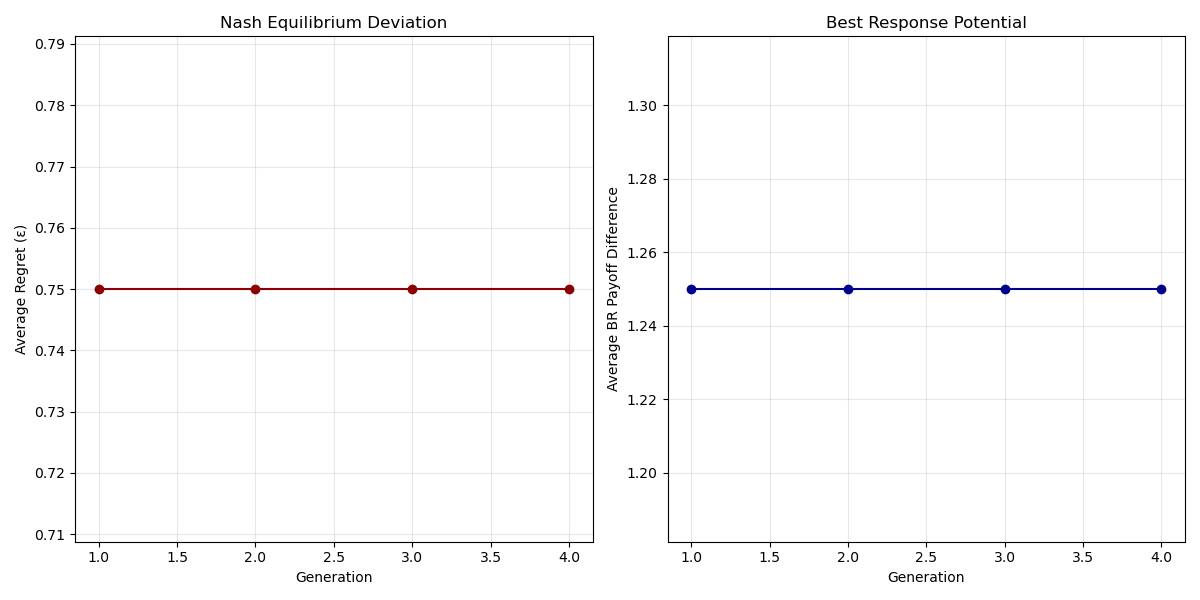 Nash Equilibrium Deviation
Average Regret (ε)
0.79
0.78
0.77
0.76
0.75
0.74
0.73
0.72
0.71
1.0 1.5 2.0 2.5 3.0 3.5 4.0
Generation
Best Response Potential
Average BR Payoff Difference
1.30
1.28
1.26
1.24
1.22
1.20
1.0 1.5 2.0 2.5 3.0 3.5 4.0
Generation